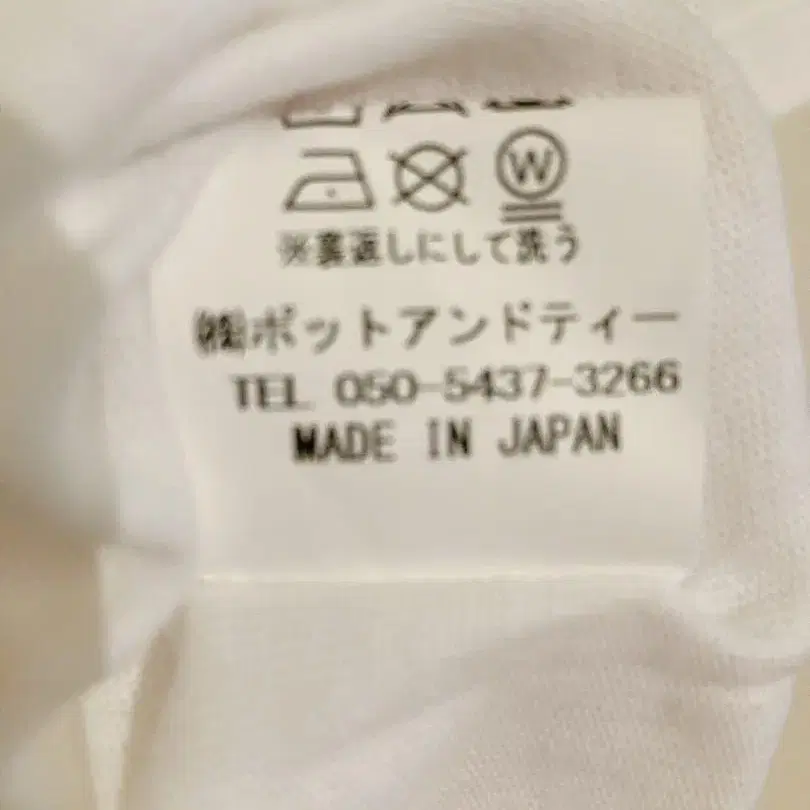 W
※裏返しにして洗う
㈱ポットアンドティー
TEL 050-5437-3266
MADE IN JAPAN